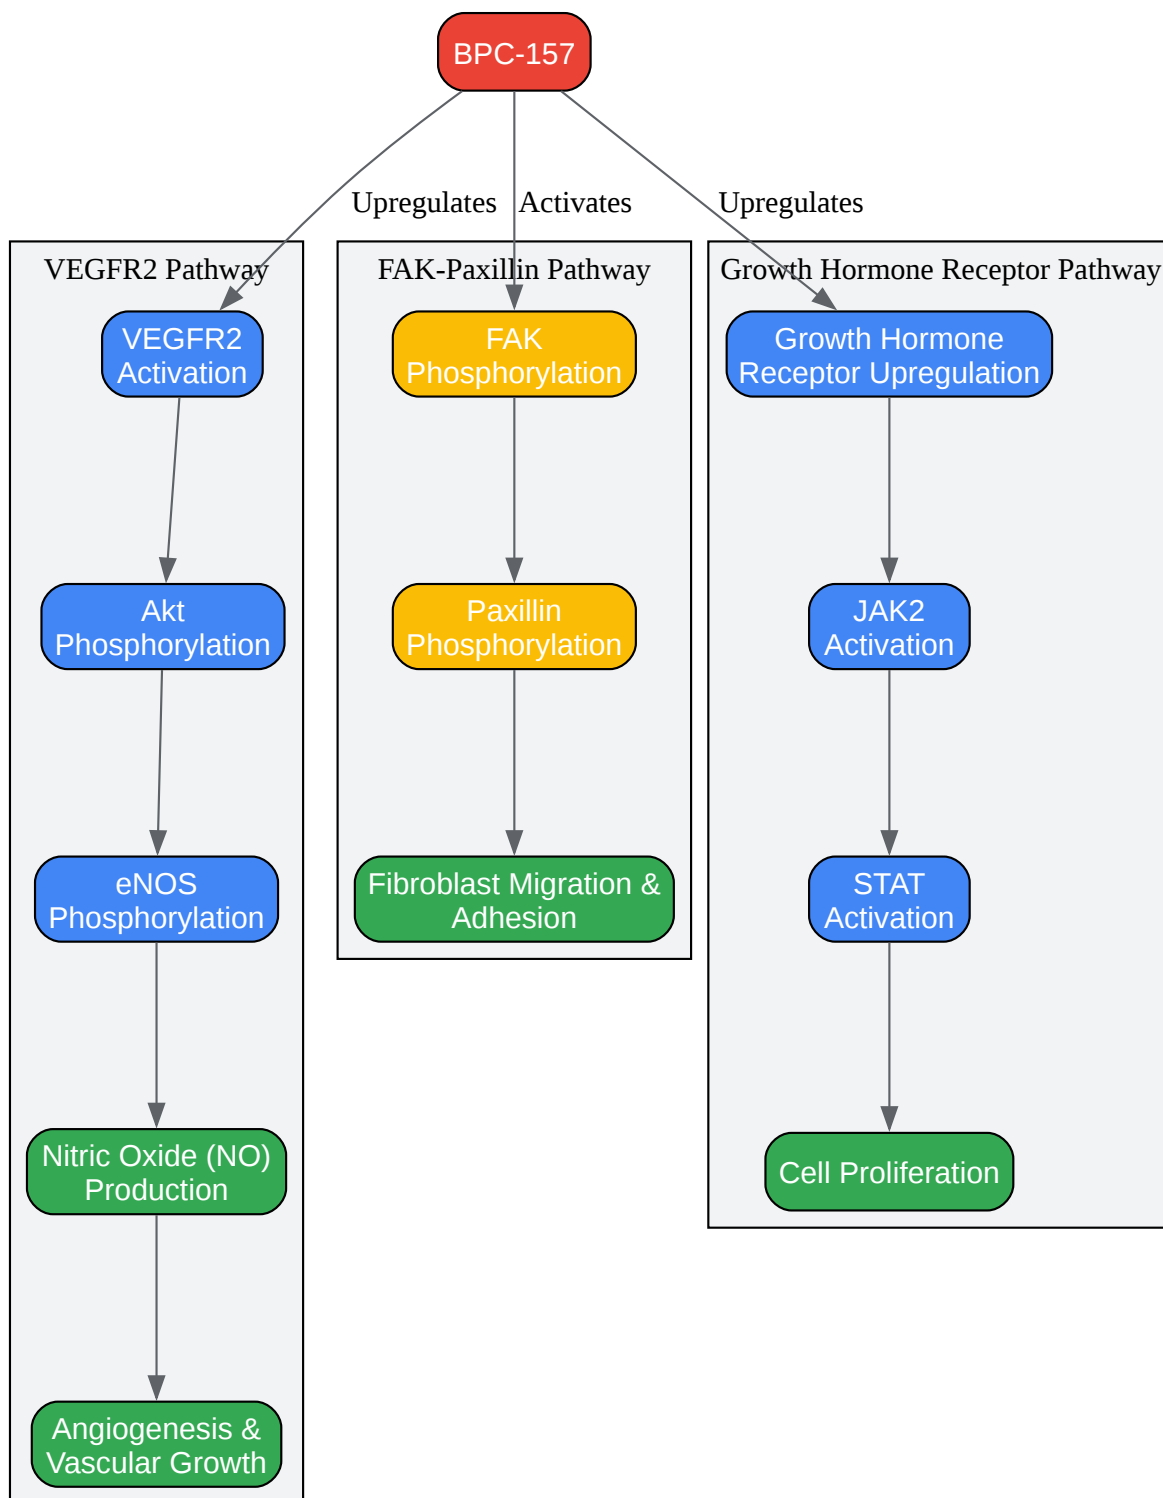 BPC-157
Upregulates
Activates
Upregulates
VEGFR2 Pathway
VEGFR2
Activation
Akt
Phosphorylation
eNOS
Phosphorylation
Nitric Oxide (NO)
Production
Angiogenesis &
Vascular Growth
FAK-Paxillin Pathway
FAK
Phosphorylation
Paxillin
Phosphorylation
Fibroblast Migration &
Adhesion
Growth Hormone Receptor Pathway
Growth Hormone
Receptor Upregulation
JAK2
Activation
STAT
Activation
Cell Proliferation